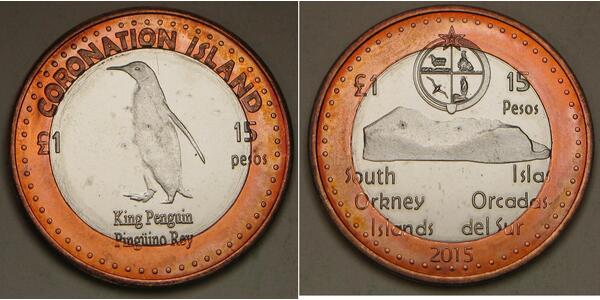 CORONATION ISLAND
£1 15
pesos
King Penguin
Pingüino Rey
£1 15
Pesos
South Islas
Orkney Orcadas
Islands del Sur
2015